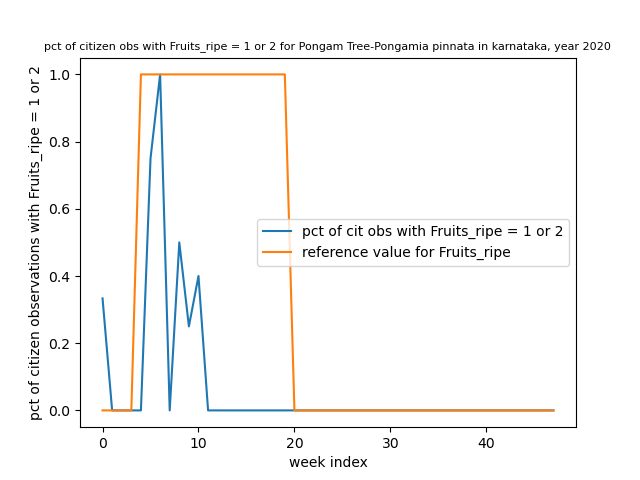 pct of citizen obs with Fruits_ripe = 1 or 2 for Pongam Tree-Pongamia pinnata in karnataka, year 2020
pct of citizen observations with Fruits_ripe = 1 or 2
1.0
0.8
0.6
0.4
0.2
0.0
pct of cit obs with Fruits_ripe = 1 or 2
reference value for Fruits_ripe
0 10 20 30 40
week index